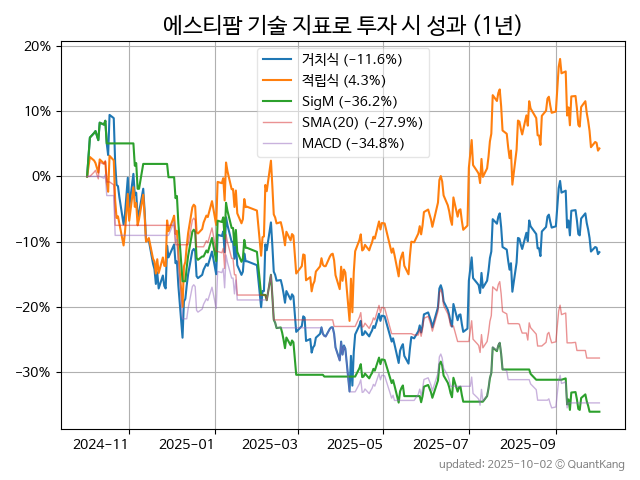 에스티팜 기술 지표로 투자 시 성과 (1년)
거치식 (−11.6%)
적립식 (4.3%)
SigM (−36.2%)
SMA(20) (−27.9%)
MACD (−34.8%)
20%
10%
0%
−10%
−20%
−30%
2024-11 2025-01 2025-03 2025-05 2025-07 2025-09
updated: 2025-10-02 © QuantKang